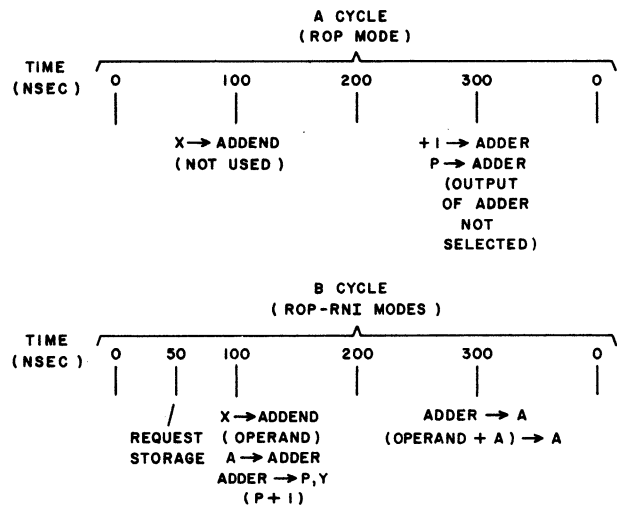 A CYCLE
(ROP MODE)
TIME
(NSEC)
0 100 200 300 0
X→ADDEND
(NOT USED)
+1→ADDER
P→ADDER
(OUTPUT
OF ADDER
NOT
SELECTED)
B CYCLE
(ROP-RNI MODES)
TIME
(NSEC)
0 50 100 200 300 0
REQUEST
STORAGE
X→ADDEND
(OPERAND)
A→ADDER
ADDER→P,Y
(P+1)
ADDER→A
(OPERAND + A)→A